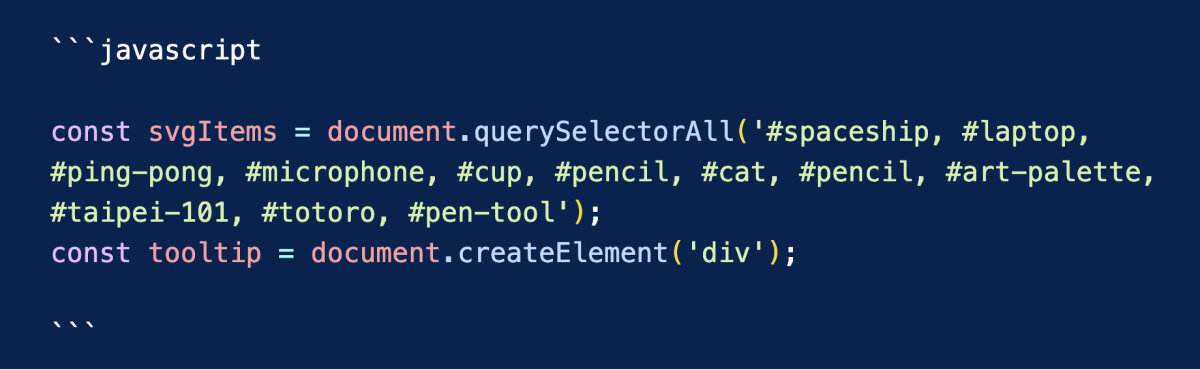 ```javascript
const svgItems = document.querySelectorAll('#spaceship, #laptop,
#ping-pong, #microphone, #cup, #pencil, #cat, #pencil, #art-palette,
#taipei-101, #totoro, #pen-tool');
const tooltip = document.createElement('div');
```